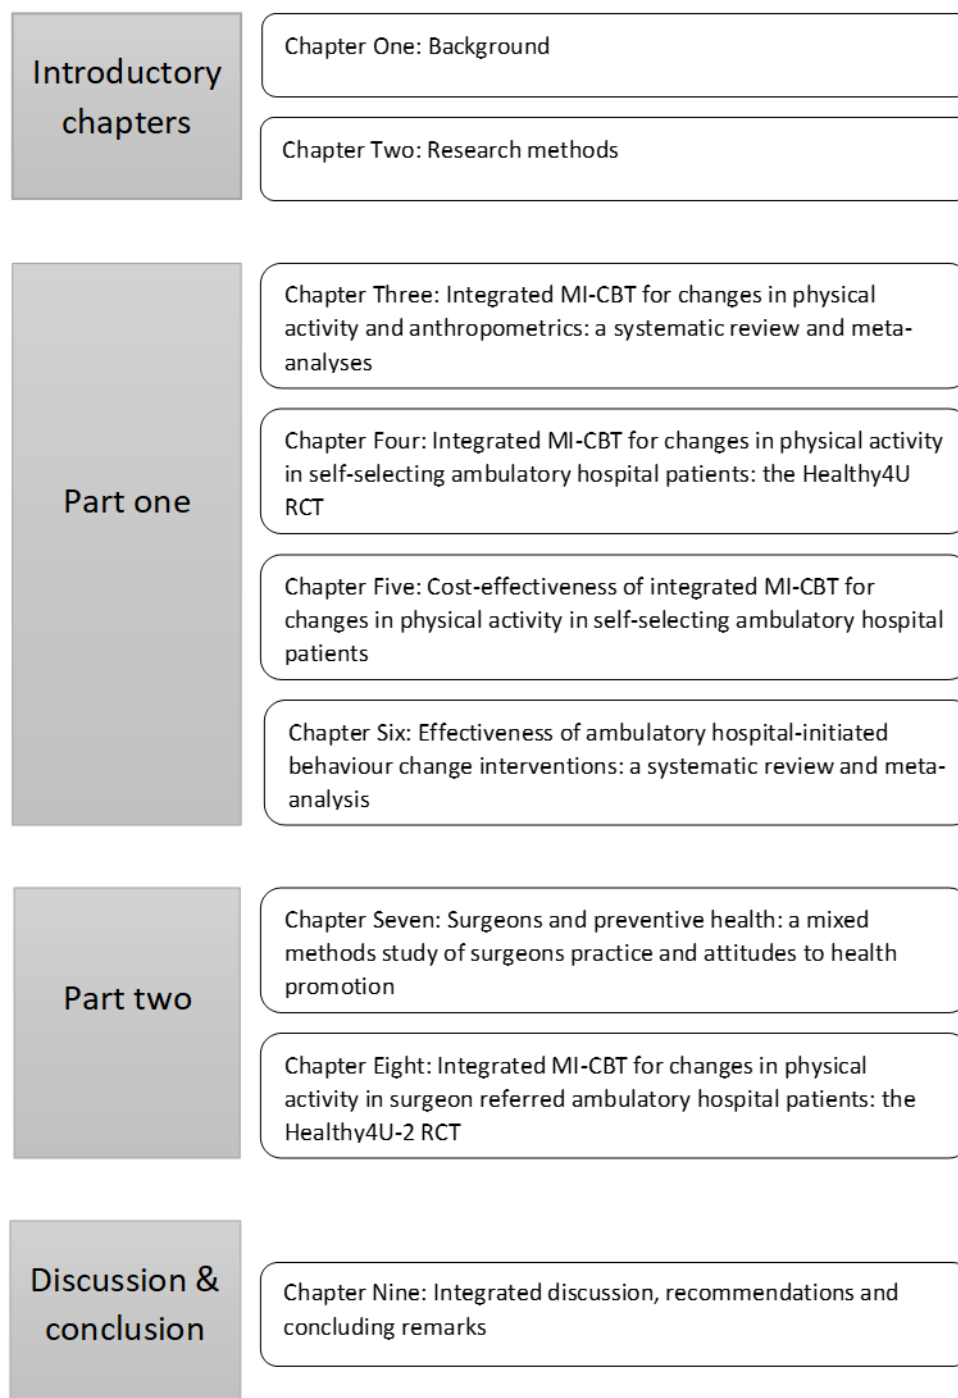 Introductory
chapters
Chapter One: Background
Chapter Two: Research methods
Part one
Chapter Three: Integrated MI-CBT for changes in physical
activity and anthropometrics: a systematic review and meta-
analyses
Chapter Four: Integrated MI-CBT for changes in physical activity
in self-selecting ambulatory hospital patients: the Healthy4U
RCT
Chapter Five: Cost-effectiveness of integrated MI-CBT for
changes in physical activity in self-selecting ambulatory hospital
patients
Chapter Six: Effectiveness of ambulatory hospital-initiated
behaviour change interventions: a systematic review and meta-
analysis
Part two
Chapter Seven: Surgeons and preventive health: a mixed
methods study of surgeons practice and attitudes to health
promotion
Chapter Eight: Integrated MI-CBT for changes in physical
activity in surgeon referred ambulatory hospital patients: the
Healthy4U-2 RCT
Discussion &
conclusion
Chapter Nine: Integrated discussion, recommendations and
concluding remarks